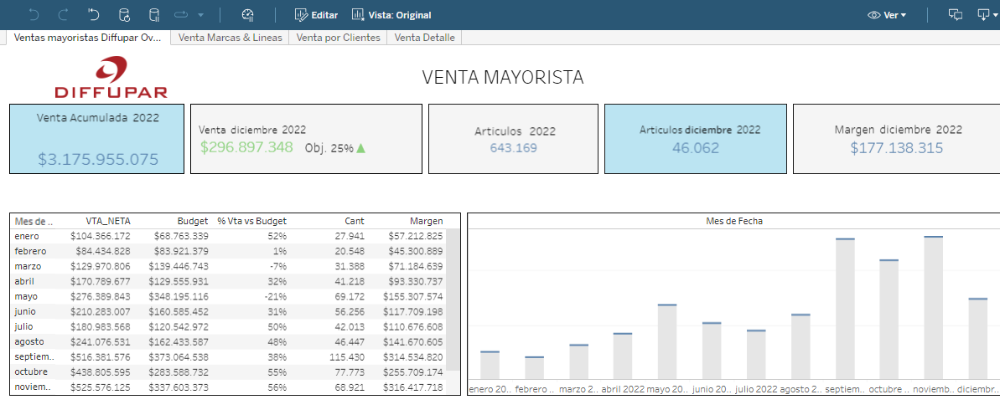 Editar
Vista: Original
Ver
Ventas mayoristas Diffupar Ov...
Venta Marcas & Lineas
Venta por Clientes
Venta Detalle
DIFFUPAR
VENTA MAYORISTA
Venta Acumulada 2022
$3.175.955.075
Venta diciembre 2022
$296.897.348 Obj. 25%▲
Articulos 2022
643.169
Articulos diciembre 2022
46.062
Margen diciembre 2022
$177.138.315
Mes de .. VTA_NETA Budget % Vta vs Budget Cant Margen
enero $104.366.172 $68.763.339 52% 27.941 $57.212.825
febrero $84.434.828 $83.921.379 1% 20.548 $45.300.889
marzo $129.970.806 $139.446.743 -7% 31.388 $71.184.639
abril $170.789.677 $129.555.931 32% 41.218 $93.330.737
mayo $276.389.843 $348.195.116 -21% 69.172 $155.307.574
junio $210.283.007 $160.585.452 31% 56.256 $117.709.198
julio $180.983.568 $120.542.972 50% 42.013 $110.676.608
agosto $241.076.531 $162.433.587 48% 46.447 $141.670.605
septiem.. $516.381.576 $373.064.538 38% 115.430 $314.534.820
octubre $438.805.595 $283.588.732 55% 77.773 $255.709.174
noviem.. $525.576.125 $337.603.373 56% 68.921 $316.417.718
Mes de Fecha
enero 20.. febrero .. marzo 2.. abril 2022 mayo 20.. junio 20.. julio 2022 agosto 2.. septiem.. octubre .. noviemb.. diciembr..